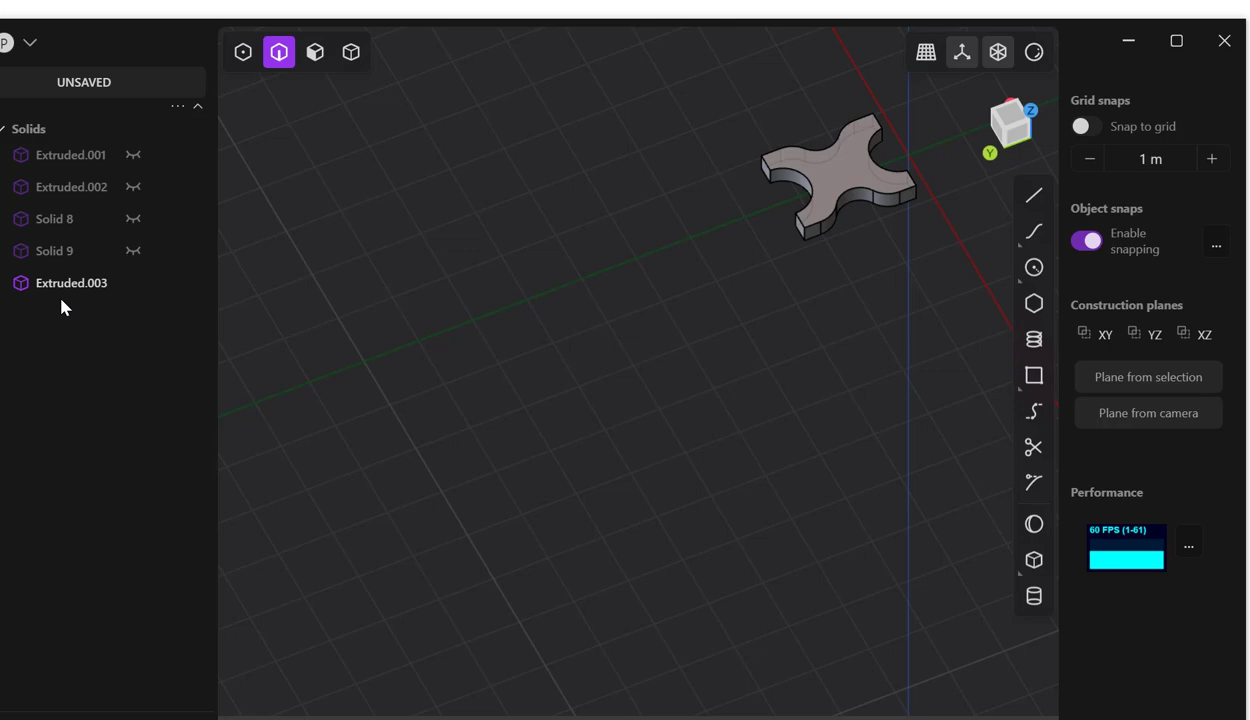 P
UNSAVED
...
Solids
Extruded.001
Extruded.002
Solid 8
Solid 9
Extruded.003
Z
Y
Grid snaps
Snap to grid
− 1 m +
Object snaps
Enable
snapping
...
Construction planes
XY YZ XZ
Plane from selection
Plane from camera
Performance
60 FPS (1-61)
...